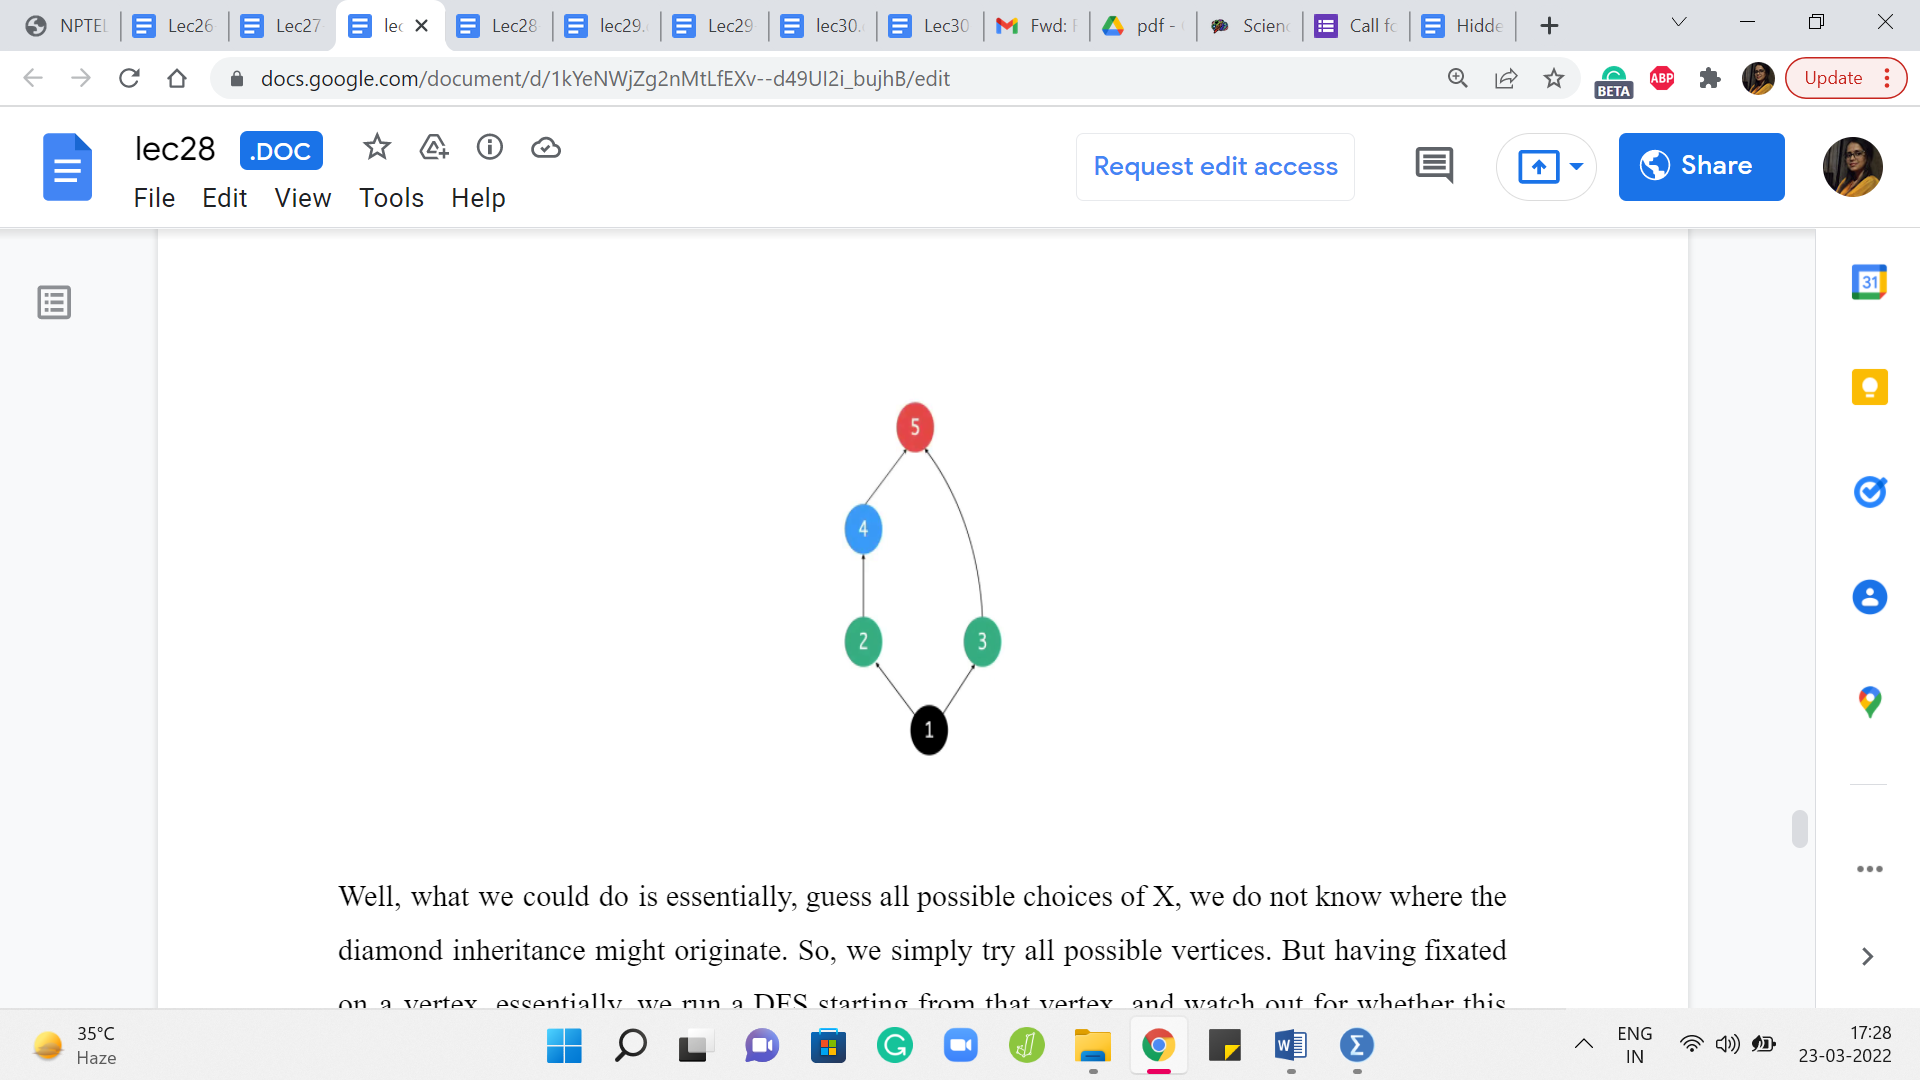 NPTEL
Lec26
Lec27
lec
Lec28
lec29.
Lec29
lec30.
Lec30
Fwd:
pdf -
Scien
Call fo
Hidde
docs.google.com/document/d/1kYeNWjZg2nMtLfEXv--d49UI2i_bujhB/edit
BETA
ABP
Update
lec28
.DOC
File Edit View Tools Help
Request edit access
Share
31
5
4
2
3
1
Well, what we could do is essentially, guess all possible choices of X, we do not know where the
diamond inheritance might originate. So, we simply try all possible vertices. But having fixated
on a vertex, essentially, we run a DFS starting from that vertex, and watch out for whether this
35°C
Haze
ENG
IN
17:28
23-03-2022